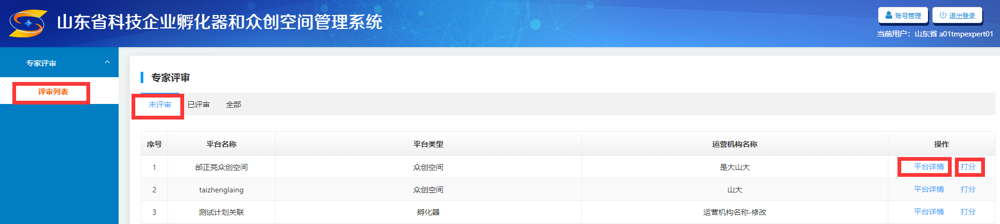 山东省科技企业孵化器和众创空间管理系统
账号管理 退出登录
当前用户：山东省 a01tmpexpert01
专家评审
评审列表
专家评审
未评审 已评审 全部
序号 平台名称 平台类型 运营机构名称 操作
1 邰正亮众创空间 众创空间 是大山大 平台详情 打分
2 taizhenglaing 众创空间 山大 平台详情 打分
3 测试计划关联 孵化器 运营机构名称-修改 平台详情 打分